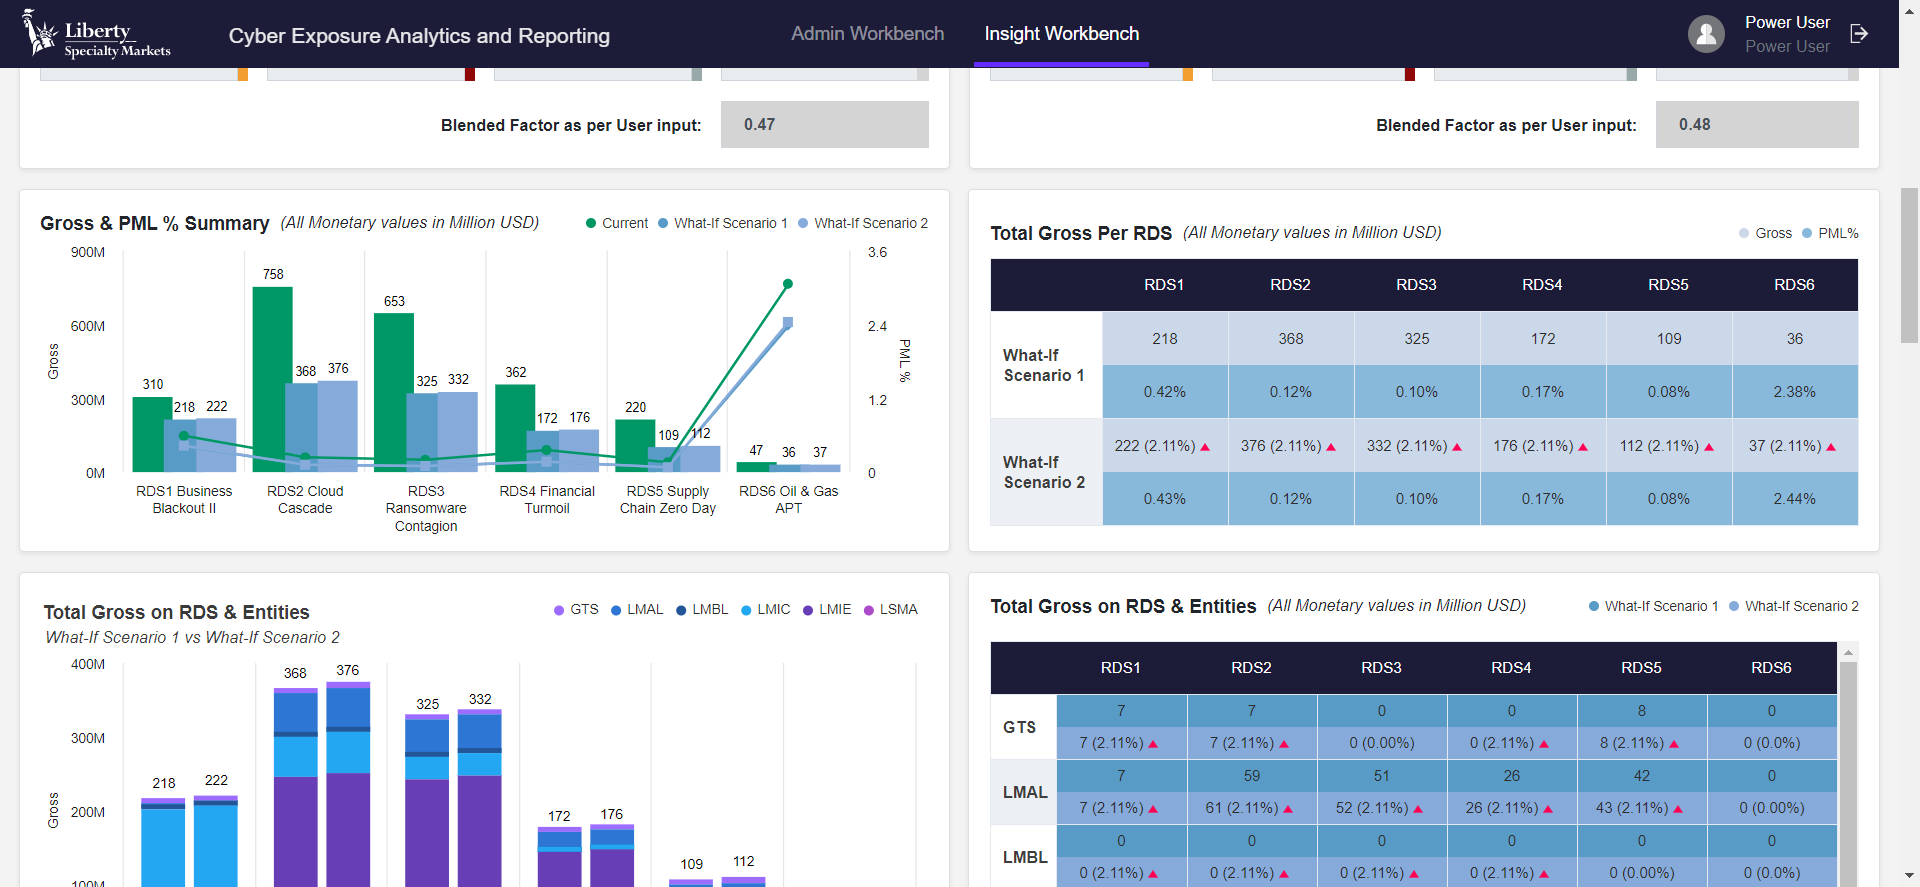 Liberty
Specialty Markets
Cyber Exposure Analytics and Reporting
Admin Workbench
Insight Workbench
Power User
Power User
Blended Factor as per User input:
0.47
Blended Factor as per User input:
0.48
Gross & PML % Summary (All Monetary values in Million USD)
Current What-If Scenario 1 What-If Scenario 2
900M
600M
300M
0M
Gross
3.6
2.4
1.2
0
PML %
310 218 222
758 368 376
653 325 332
362 172 176
220 109 112
47 36 37
RDS1 Business
Blackout II
RDS2 Cloud
Cascade
RDS3
Ransomware
Contagion
RDS4 Financial
Turmoil
RDS5 Supply
Chain Zero Day
RDS6 Oil & Gas
APT
Total Gross Per RDS (All Monetary values in Million USD)
Gross PML%
RDS1 RDS2 RDS3 RDS4 RDS5 RDS6
What-If
Scenario 1
218 368 325 172 109 36
0.42% 0.12% 0.10% 0.17% 0.08% 2.38%
What-If
Scenario 2
222 (2.11%) 376 (2.11%) 332 (2.11%) 176 (2.11%) 112 (2.11%) 37 (2.11%)
0.43% 0.12% 0.10% 0.17% 0.08% 2.44%
Total Gross on RDS & Entities
What-If Scenario 1 vs What-If Scenario 2
GTS LMAL LMBL LMIC LMIE LSMA
400M
300M
200M
100M
Gross
218 222
368 376
325 332
172 176
109 112
Total Gross on RDS & Entities (All Monetary values in Million USD)
What-If Scenario 1 What-If Scenario 2
RDS1 RDS2 RDS3 RDS4 RDS5 RDS6
GTS
7 7 0 0 8 0
7 (2.11%) 7 (2.11%) 0 (0.00%) 0 (2.11%) 8 (2.11%) 0 (0.0%)
LMAL
7 59 51 26 42 0
7 (2.11%) 61 (2.11%) 52 (2.11%) 26 (2.11%) 43 (2.11%) 0 (0.00%)
LMBL
0 0 0 0 0 0
0 (2.11%) 0 (2.11%) 0 (2.11%) 0 (2.11%) 0 (0.00%) 0 (0.0%)